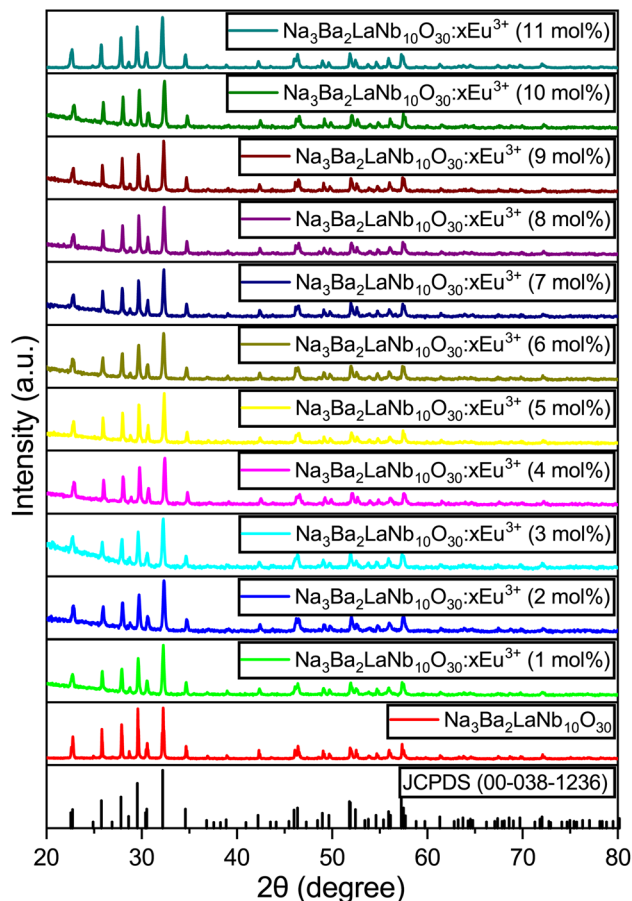 Na₃Ba₂LaNb₁₀O₃₀:xEu³⁺ (11 mol%)
Na₃Ba₂LaNb₁₀O₃₀:xEu³⁺ (10 mol%)
Na₃Ba₂LaNb₁₀O₃₀:xEu³⁺ (9 mol%)
Na₃Ba₂LaNb₁₀O₃₀:xEu³⁺ (8 mol%)
Na₃Ba₂LaNb₁₀O₃₀:xEu³⁺ (7 mol%)
Na₃Ba₂LaNb₁₀O₃₀:xEu³⁺ (6 mol%)
Na₃Ba₂LaNb₁₀O₃₀:xEu³⁺ (5 mol%)
Na₃Ba₂LaNb₁₀O₃₀:xEu³⁺ (4 mol%)
Na₃Ba₂LaNb₁₀O₃₀:xEu³⁺ (3 mol%)
Na₃Ba₂LaNb₁₀O₃₀:xEu³⁺ (2 mol%)
Na₃Ba₂LaNb₁₀O₃₀:xEu³⁺ (1 mol%)
Na₃Ba₂LaNb₁₀O₃₀
JCPDS (00-038-1236)
Intensity (a.u.)
20 30 40 50 60 70 80
2θ (degree)